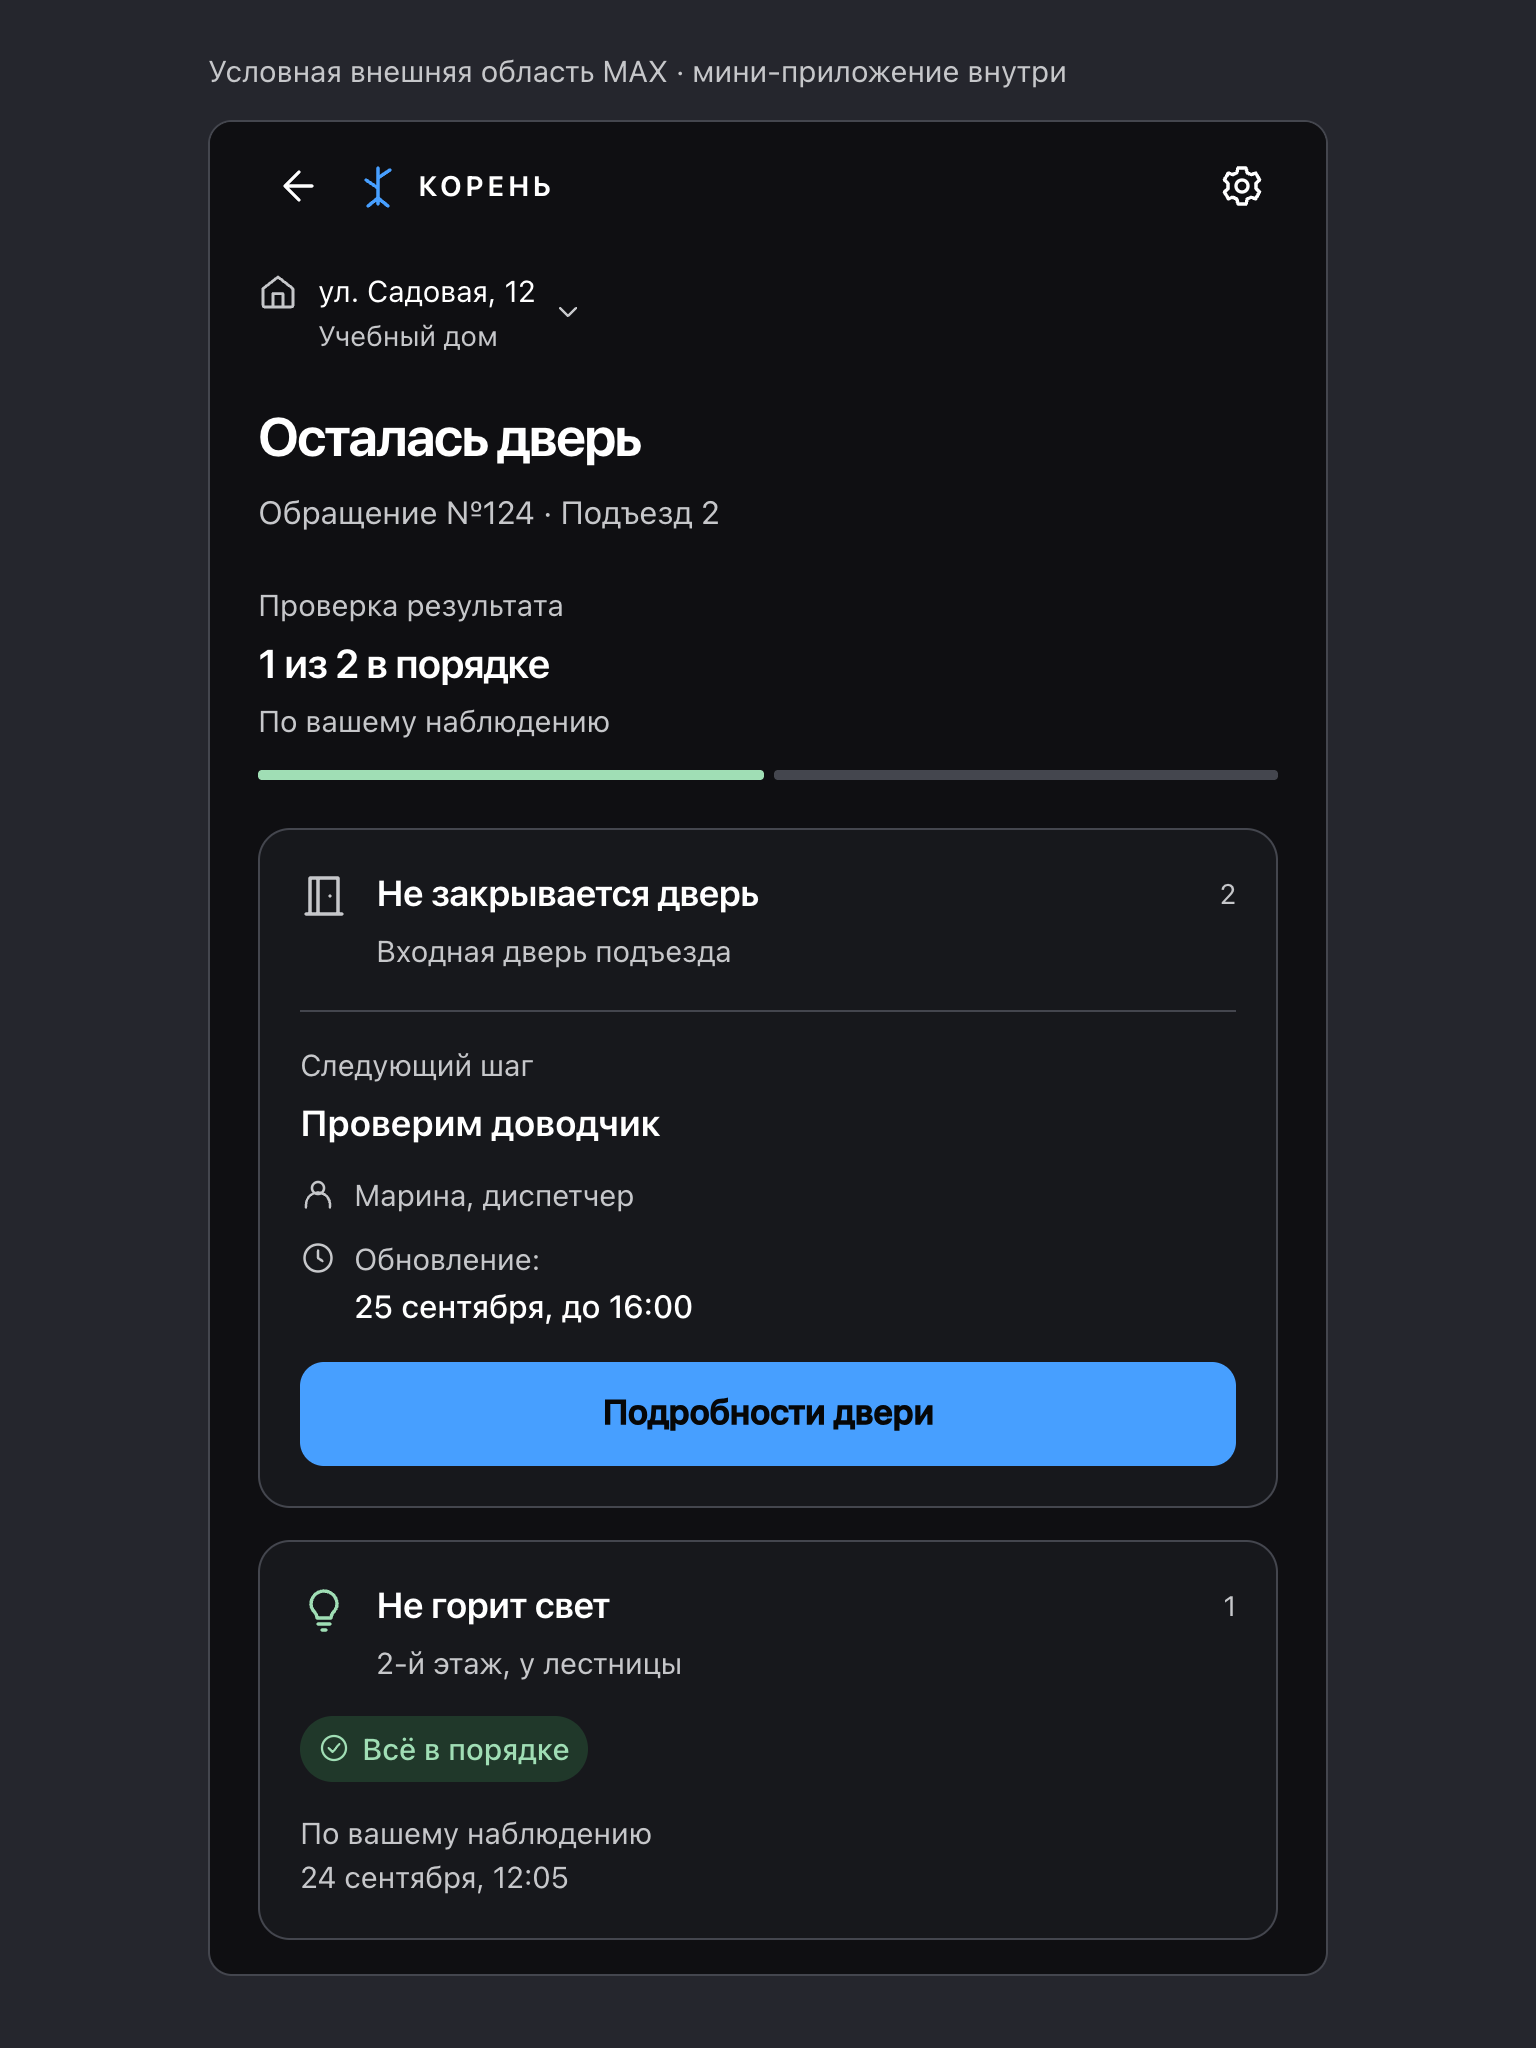 Условная внешняя область MAX · мини-приложение внутри
КОРЕНЬ
ул. Садовая, 12
Учебный дом
Осталась дверь
Обращение №124 · Подъезд 2
Проверка результата
1 из 2 в порядке
По вашему наблюдению
Не закрывается дверь 2
Входная дверь подъезда
Следующий шаг
Проверим доводчик
Марина, диспетчер
Обновление:
25 сентября, до 16:00
Подробности двери
Не горит свет 1
2-й этаж, у лестницы
Всё в порядке
По вашему наблюдению
24 сентября, 12:05